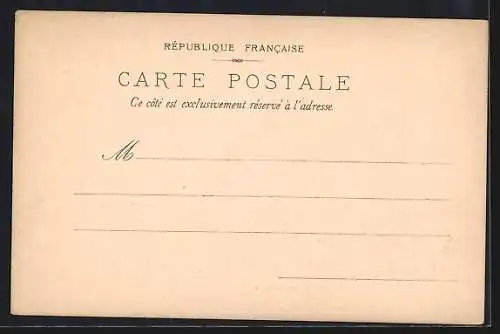 RÉPUBLIQUE FRANÇAISE
CARTE POSTALE
Ce côté est exclusivement réservé à l'adresse
M